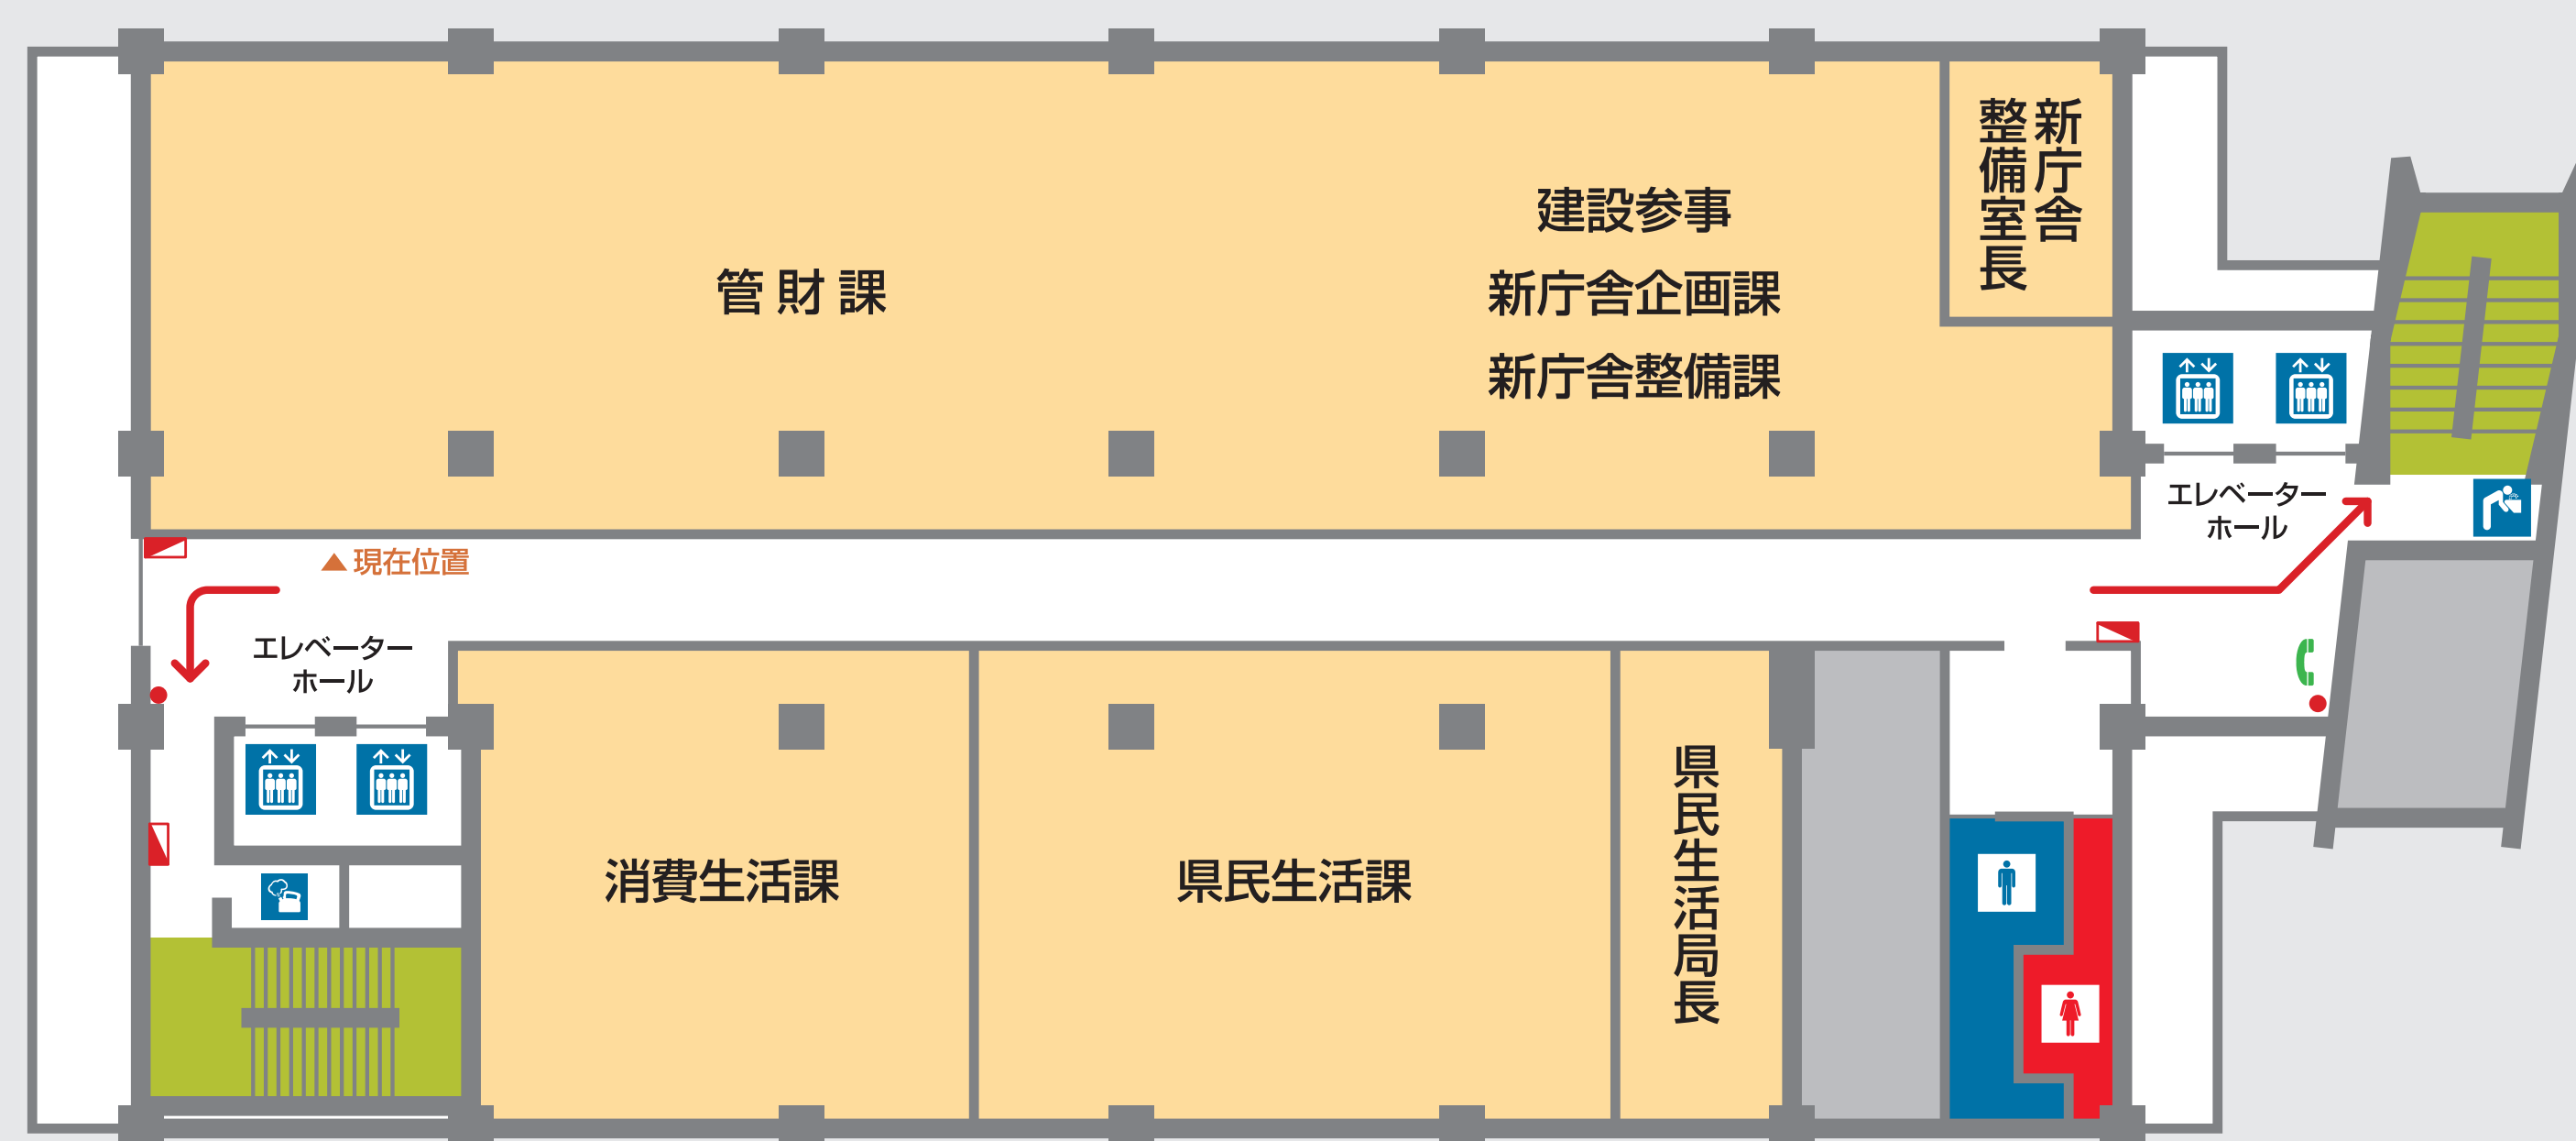 管財課
建設参事
新庁舎企画課
新庁舎整備課
新庁舎
整備室長
エレベーター
ホール
現在位置
エレベーター
ホール
消費生活課
県民生活課
県民生活局長